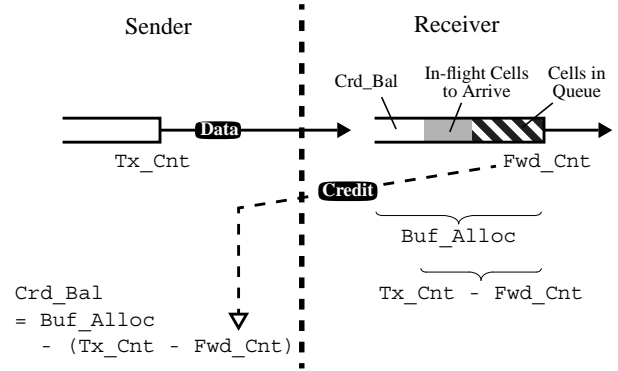 Sender
Receiver
Crd_Bal
In-flight Cells
to Arrive
Cells in
Queue
Data
Tx_Cnt
Fwd_Cnt
Credit
Buf_Alloc
Tx_Cnt - Fwd_Cnt
Crd_Bal
= Buf_Alloc
- (Tx_Cnt - Fwd_Cnt)